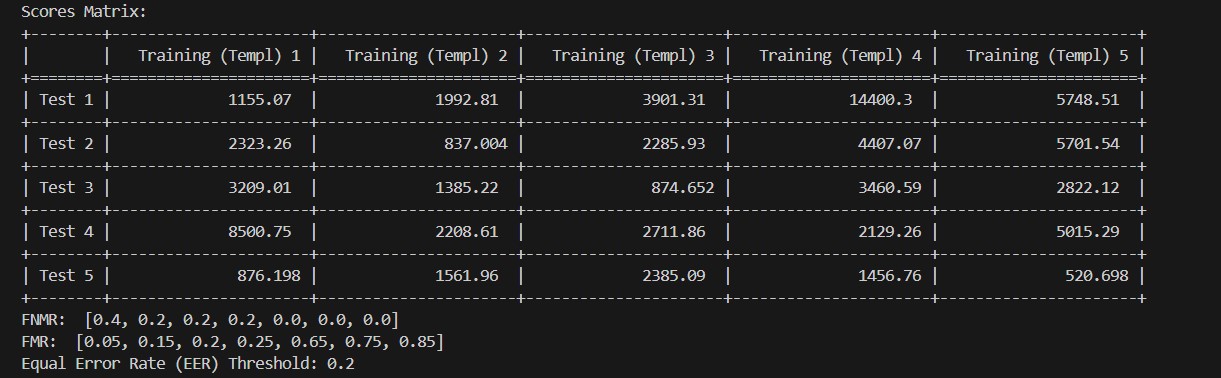 Scores Matrix:
+--------+---------------------+---------------------+---------------------+---------------------+---------------------+
|        |   Training (Templ) 1 |   Training (Templ) 2 |   Training (Templ) 3 |   Training (Templ) 4 |   Training (Templ) 5 |
+========+=====================+=====================+=====================+=====================+=====================+
| Test 1 |            1155.07  |            1992.81  |            3901.31  |            14400.3  |            5748.51  |
+--------+---------------------+---------------------+---------------------+---------------------+---------------------+
| Test 2 |            2323.26  |            837.004 |            2285.93  |            4407.07 |            5701.54  |
+--------+---------------------+---------------------+---------------------+---------------------+---------------------+
| Test 3 |            3209.01  |            1385.22  |            874.652 |            3460.59 |            2822.12  |
+--------+---------------------+---------------------+---------------------+---------------------+---------------------+
| Test 4 |            8500.75  |            2208.61  |            2711.86  |            2129.26 |            5015.29  |
+--------+---------------------+---------------------+---------------------+---------------------+---------------------+
| Test 5 |            876.198 |            1561.96  |            2385.09  |            1456.76 |            520.698 |
+--------+---------------------+---------------------+---------------------+---------------------+---------------------+
FNMR:  [0.4, 0.2, 0.2, 0.2, 0.0, 0.0, 0.0]
FMR:  [0.05, 0.15, 0.2, 0.25, 0.65, 0.75, 0.85]
Equal Error Rate (EER) Threshold: 0.2